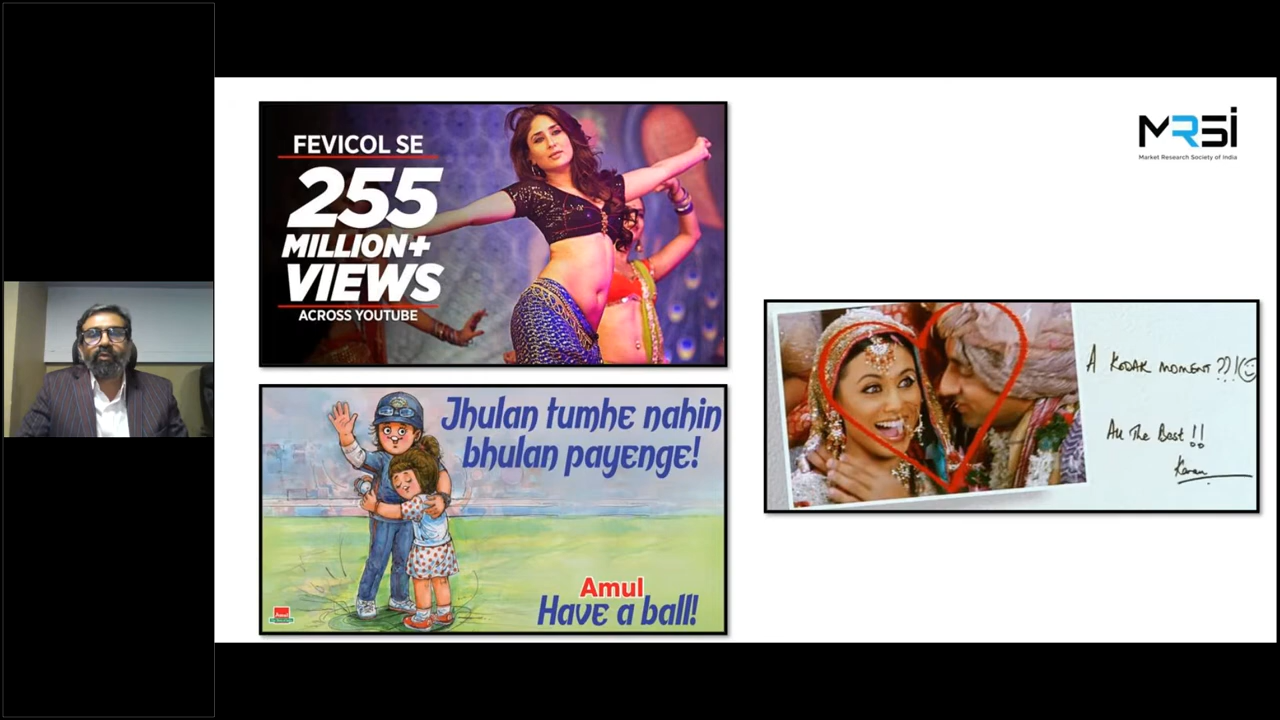 FEVICOL SE
255
MILLION+
VIEWS
ACROSS YOUTUBE
Jhulan tumhe nahin
bhulan payenge!
Amul
Have a ball!
Amul
MRSI
Market Research Society of India
A KODAK MOMENT ??!
All The Best !!
Karan